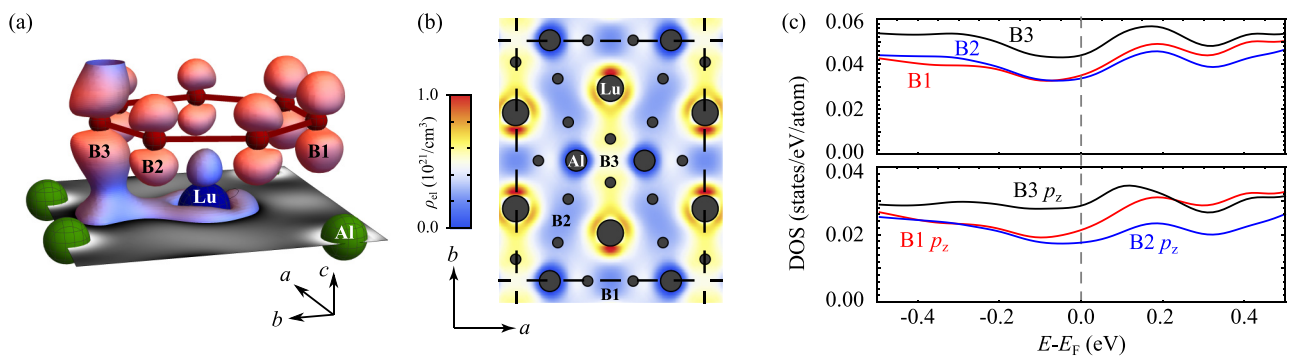 (a)
B3
B2
B1
Lu
Al
a
b
c
(b)
1.0
ρel (10²¹/cm³)
0.0
b
a
Lu
Al
B3
B2
B1
(c)
DOS (states/eV/atom)
0.06
0.04
0.02
0.00
B3
B2
B1
0.04
0.02
0.00
B3 pz
B1 pz
B2 pz
-0.4
-0.2
0.0
0.2
0.4
E-EF (eV)